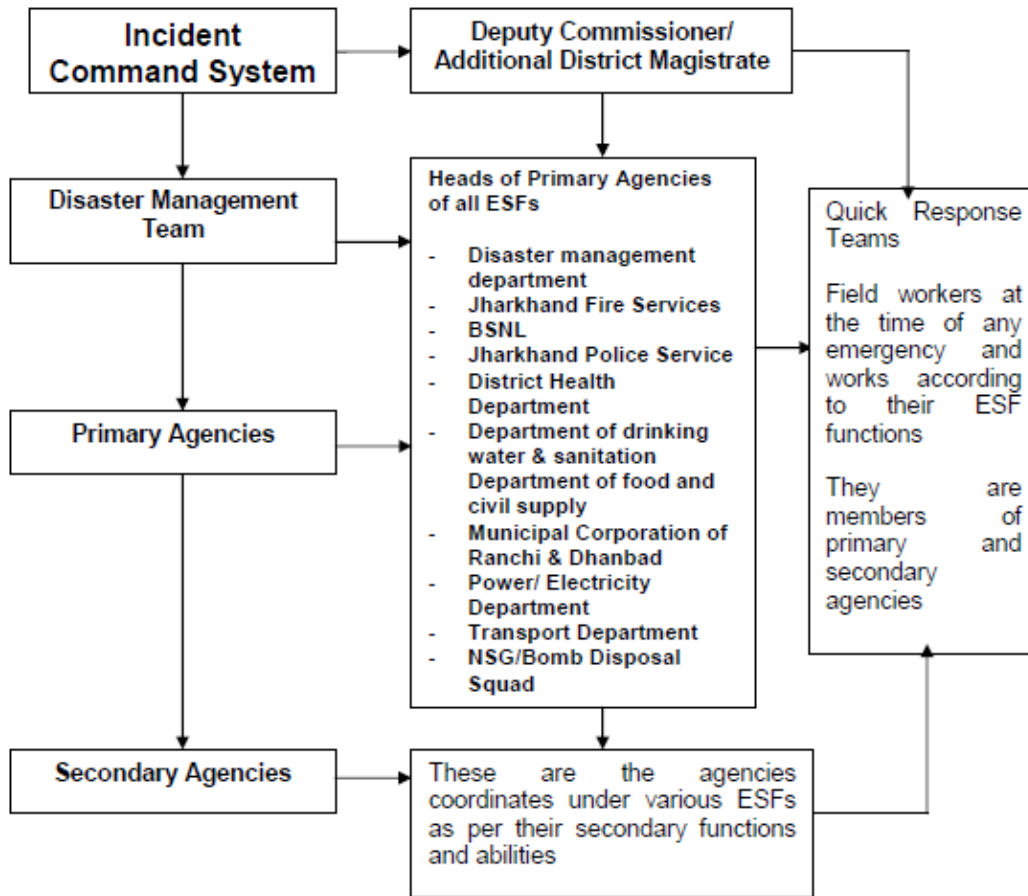 Incident
Command System
Deputy Commissioner/
Additional District Magistrate
Disaster Management
Team
Heads of Primary Agencies
of all ESFs
- Disaster management
department
- Jharkhand Fire Services
- BSNL
- Jharkhand Police Service
- District Health
Department
- Department of drinking
water & sanitation
Department of food and
civil supply
- Municipal Corporation of
Ranchi & Dhanbad
- Power/ Electricity
Department
- Transport Department
- NSG/Bomb Disposal
Squad
Quick Response
Teams
Field workers at
the time of any
emergency and
works according
to their ESF
functions
They are
members of
primary and
secondary
agencies
Primary Agencies
Secondary Agencies
These are the agencies
coordinates under various ESFs
as per their secondary functions
and abilities